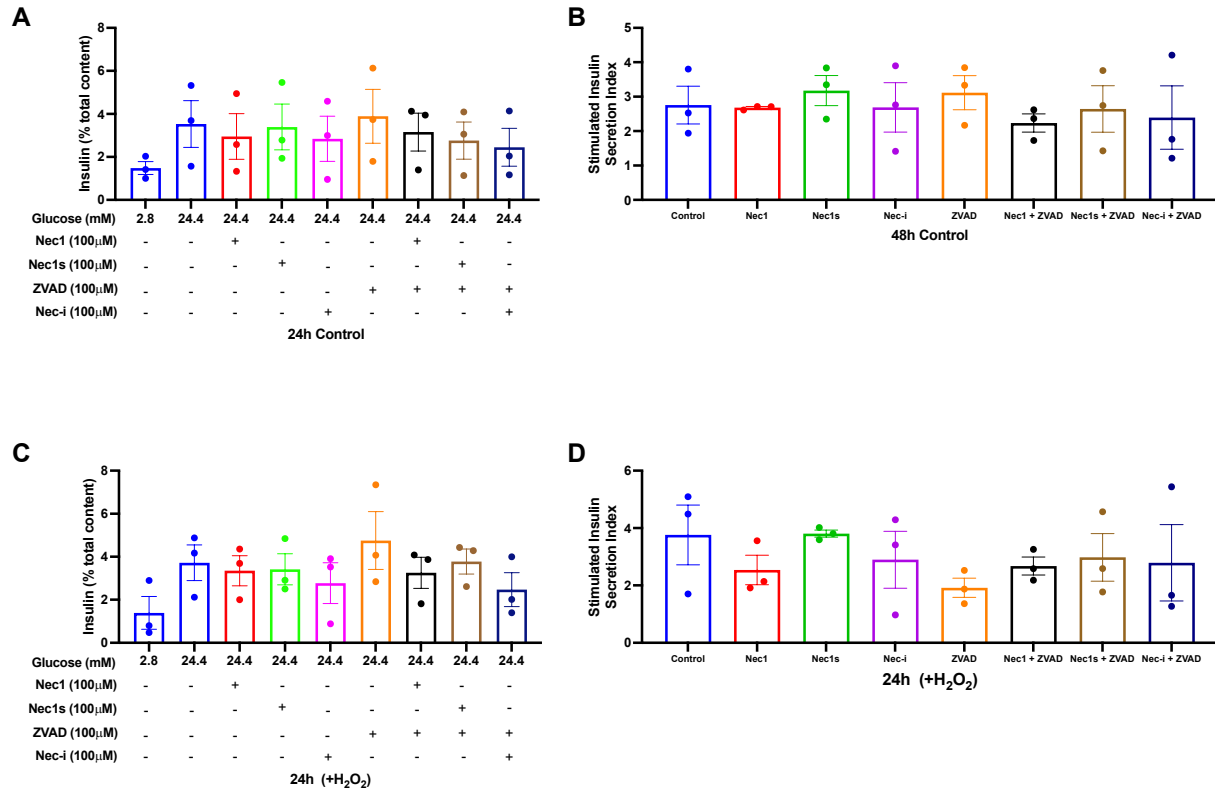 A
Insulin (% total content)
8
6
4
2
0
Glucose (mM) 2.8 24.4 24.4 24.4 24.4 24.4 24.4 24.4 24.4
Nec1 (100μM) - - + - - - + - -
Nec1s (100μM) - - - + - - - + -
ZVAD (100μM) - - - - - + + + +
Nec-i (100μM) - - - - + - - - +
24h Control
B
Stimulated Insulin
Secretion Index
5
4
3
2
1
0
Control Nec1 Nec1s Nec-i ZVAD Nec1 + ZVAD Nec1s + ZVAD Nec-i + ZVAD
48h Control
C
Insulin (% total content)
8
6
4
2
0
Glucose (mM) 2.8 24.4 24.4 24.4 24.4 24.4 24.4 24.4 24.4
Nec1 (100μM) - - + - - - + - -
Nec1s (100μM) - - - + - - - + -
ZVAD (100μM) - - - - - + + + +
Nec-i (100μM) - - - - + - - - +
24h (+H₂O₂)
D
Stimulated Insulin
Secretion Index
6
4
2
0
Control Nec1 Nec1s Nec-i ZVAD Nec1 + ZVAD Nec1s + ZVAD Nec-i + ZVAD
24h (+H₂O₂)